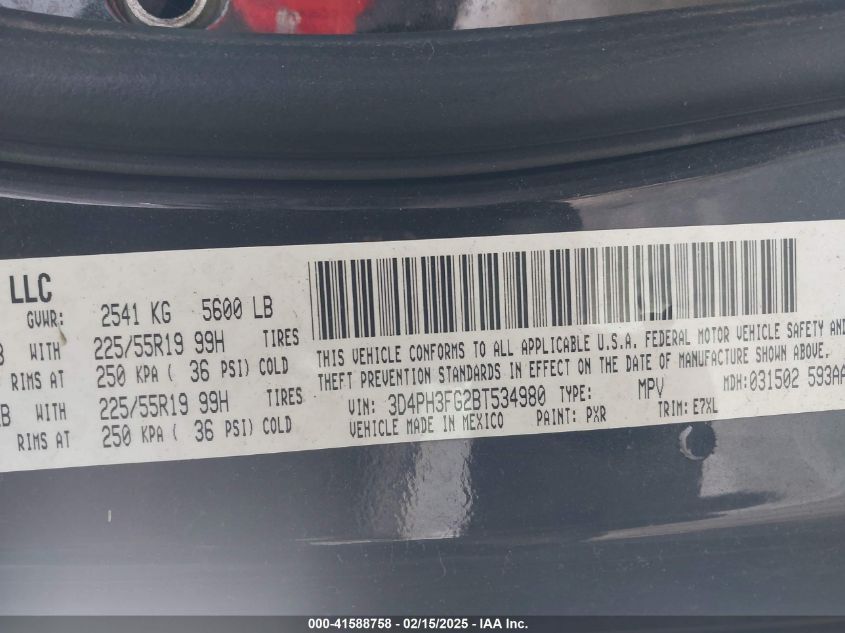 LLC
GVWR: 2541 KG 5600 LB
WITH 225/55R19 99H TIRES
RIMS AT 250 KPA ( 36 PSI) COLD
WITH 225/55R19 99H TIRES
RIMS AT 250 KPA ( 36 PSI) COLD
THIS VEHICLE CONFORMS TO ALL APPLICABLE U.S.A. FEDERAL MOTOR VEHICLE SAFETY AND
THEFT PREVENTION STANDARDS IN EFFECT ON THE DATE OF MANUFACTURE SHOWN ABOVE.
VIN: 3D4PH3FG2BT534980 TYPE: MPV MDH:031502 593AA
VEHICLE MADE IN MEXICO PAINT: PXR TRIM: E7XL
000-41588758 - 02/15/2025 - IAA Inc.